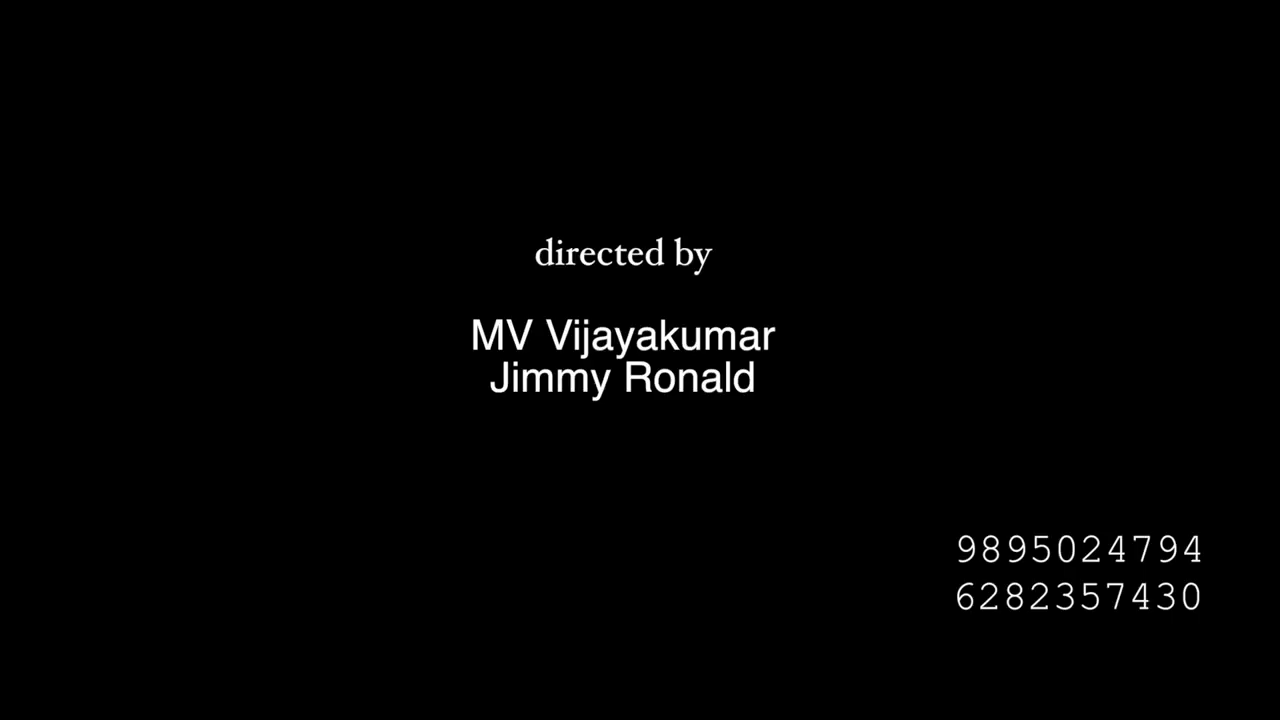 directed by
MV Vijayakumar
Jimmy Ronald
9895024794
6282357430